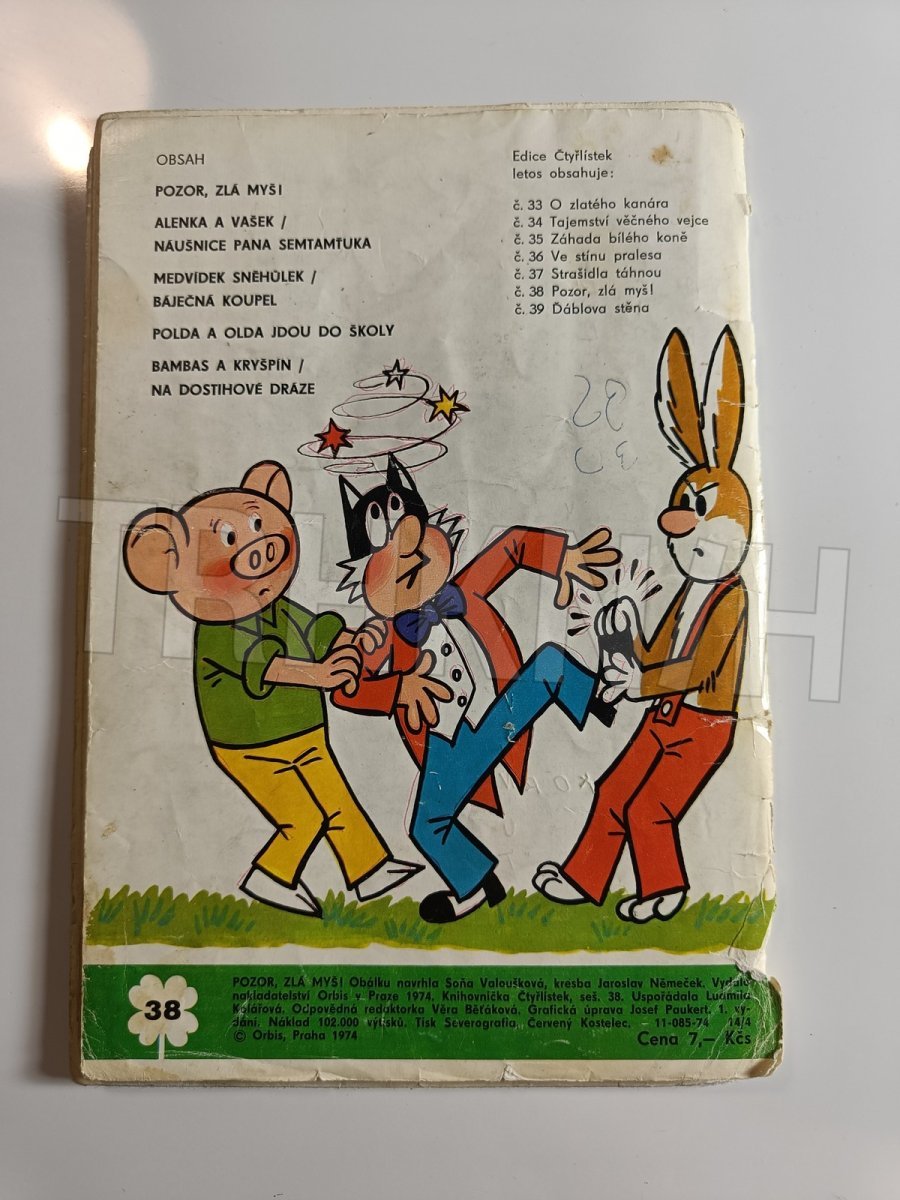 OBSAH
POZOR, ZLÁ MYŠ!
ALENKA A VAŠEK /
NÁUŠNICE PANA SEMTAMŤUKA
MEDVÍDEK SNĚHŮLEK /
BÁJEČNÁ KOUPEL
POLDA A OLDA JDOU DO ŠKOLY
BAMBAS A KRYŠPÍN /
NA DOSTIHOVÉ DRÁZE
Edice Čtyřlístek
letos obsahuje:
č. 33 O zlatého kanára
č. 34 Tajemství věčného vejce
č. 35 Záhada bílého koně
č. 36 Ve stínu pralesa
č. 37 Strašidla táhnou
č. 38 Pozor, zlá myš!
č. 39 Ďáblova stěna
38
POZOR, ZLÁ MYŠ! Obálku navrhla Soňa Valoušková, kresba Jaroslav Němeček. Vydalo
nakladatelství Orbis v Praze 1974. Knihovnička Čtyřlístek, seš. 38. Uspořádala Ludmila
Kolářová. Odpovědná redaktorka Věra Běťáková. Grafická úprava Josef Paukert. 1. vy-
dání. Náklad 102.000 výtisků. Tisk Severografia, Červený Kostelec. - 11-085-74 14/4
© Orbis, Praha 1974
Cena 7,— Kčs